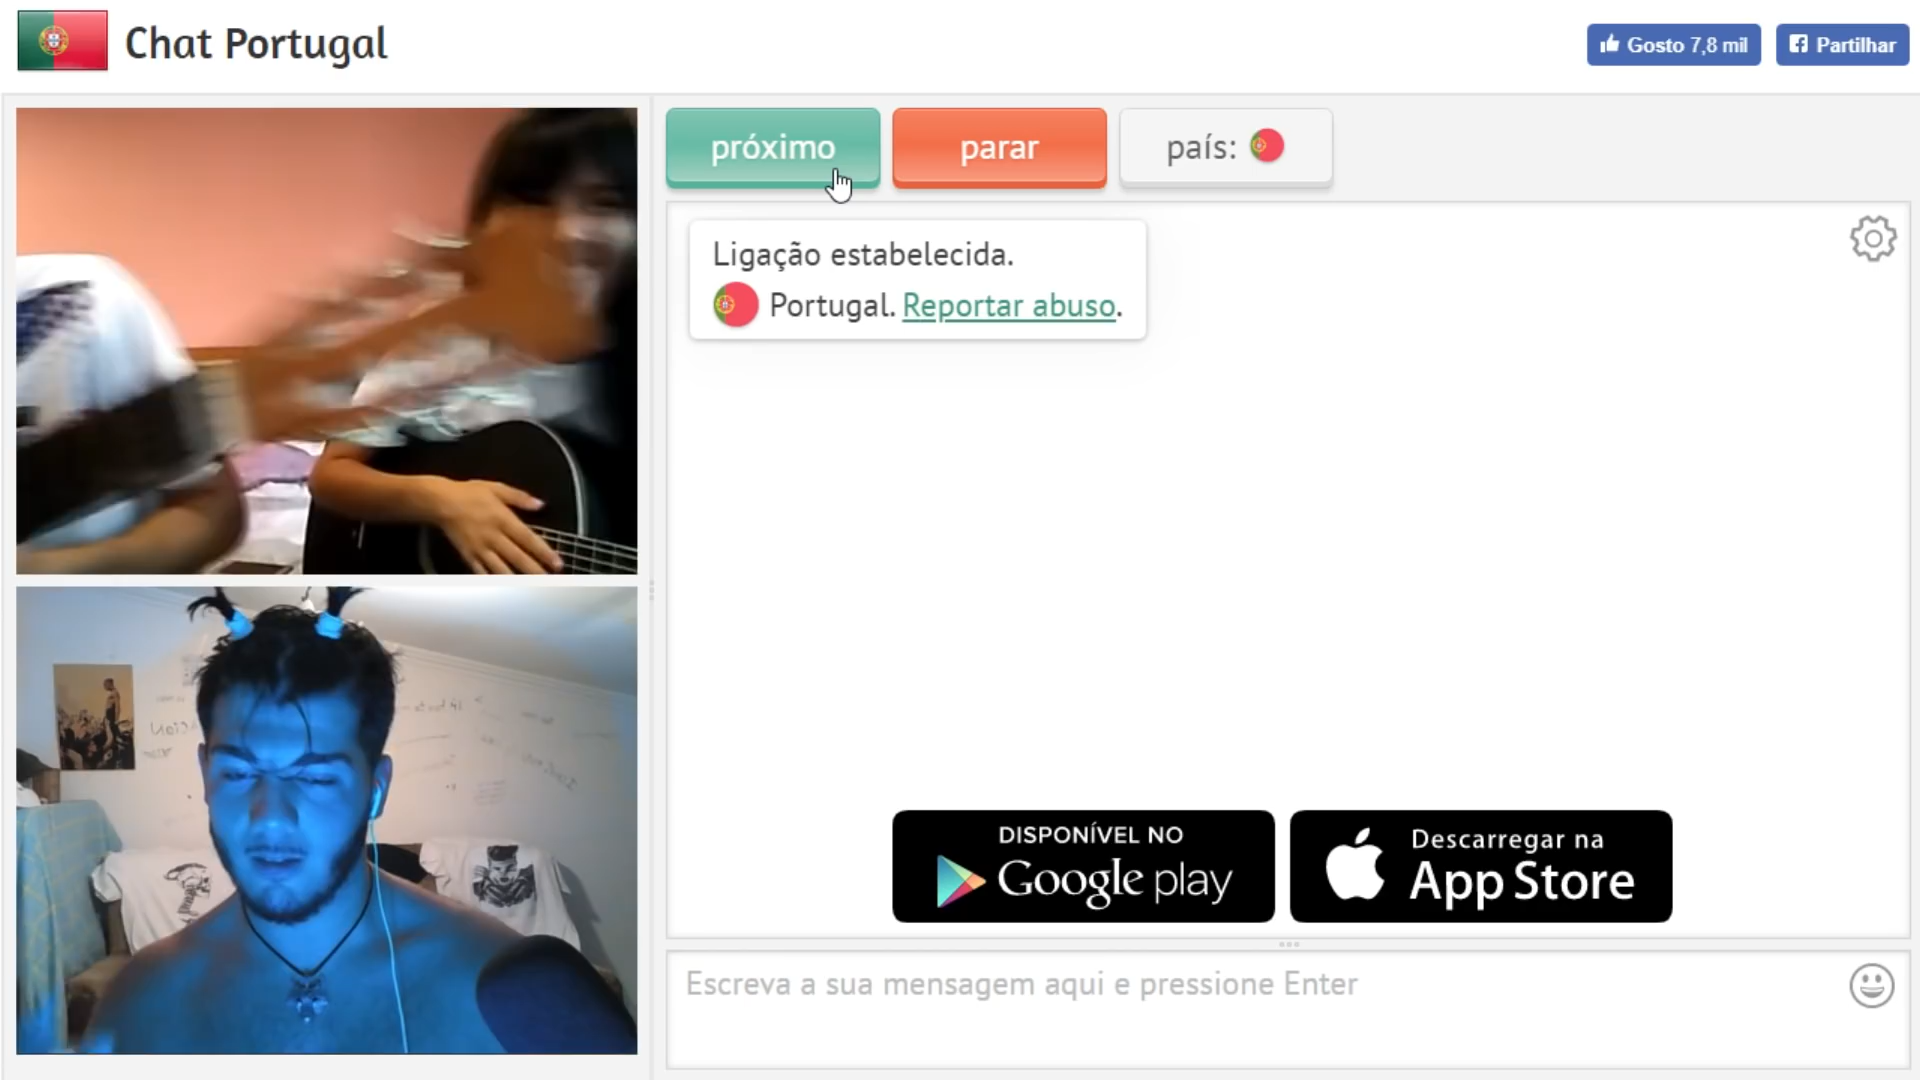 Chat Portugal
Gosto 7,8 mil
Partilhar
próximo
parar
país:
Ligação estabelecida.
Portugal. Reportar abuso.
DISPONÍVEL NO
Google play
Descarregar na
App Store
Escreva a sua mensagem aqui e pressione Enter